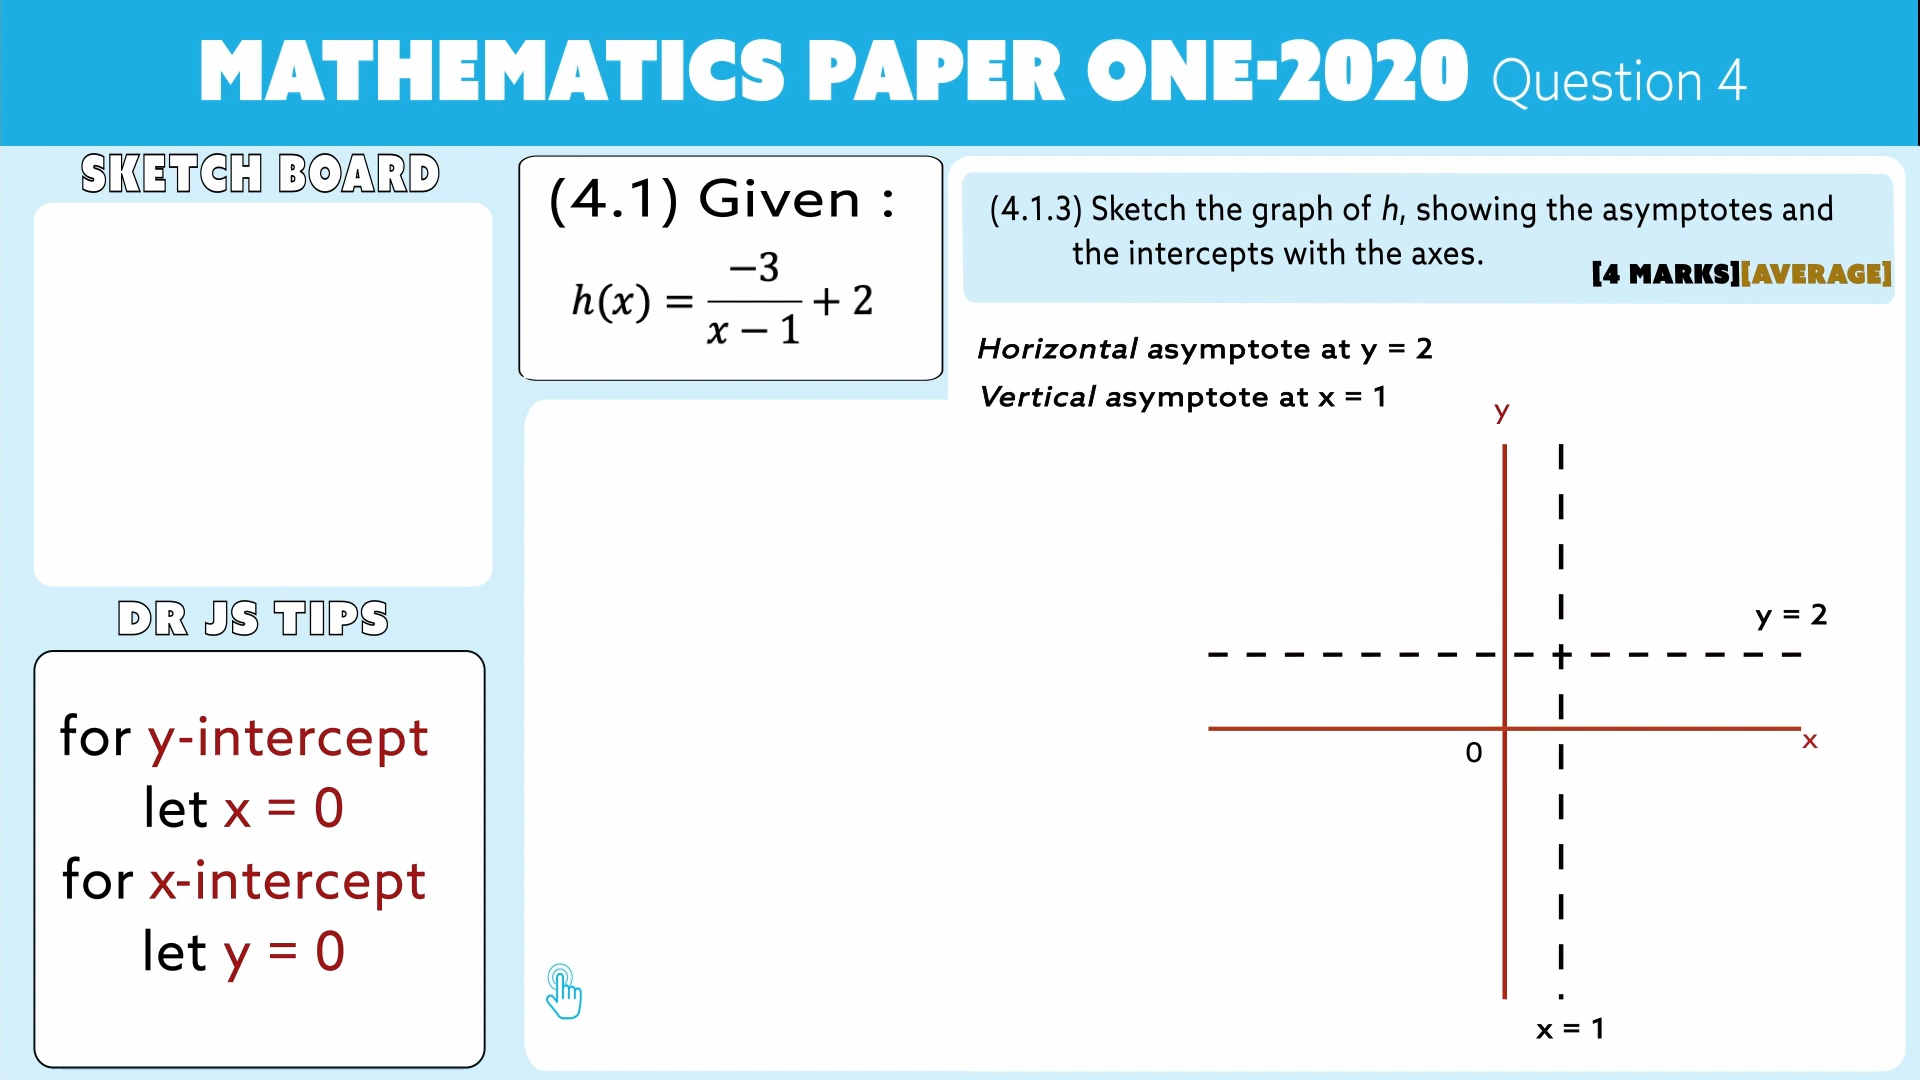 MATHEMATICS PAPER ONE-2020 Question 4
SKETCH BOARD
(4.1) Given :
h(x) = \frac{-3}{x - 1} + 2
(4.1.3) Sketch the graph of h, showing the asymptotes and
the intercepts with the axes.
[4 MARKS][AVERAGE]
Horizontal asymptote at y = 2
Vertical asymptote at x = 1
y
y = 2
x
0
x = 1
DR JS TIPS
for y-intercept
let x = 0
for x-intercept
let y = 0